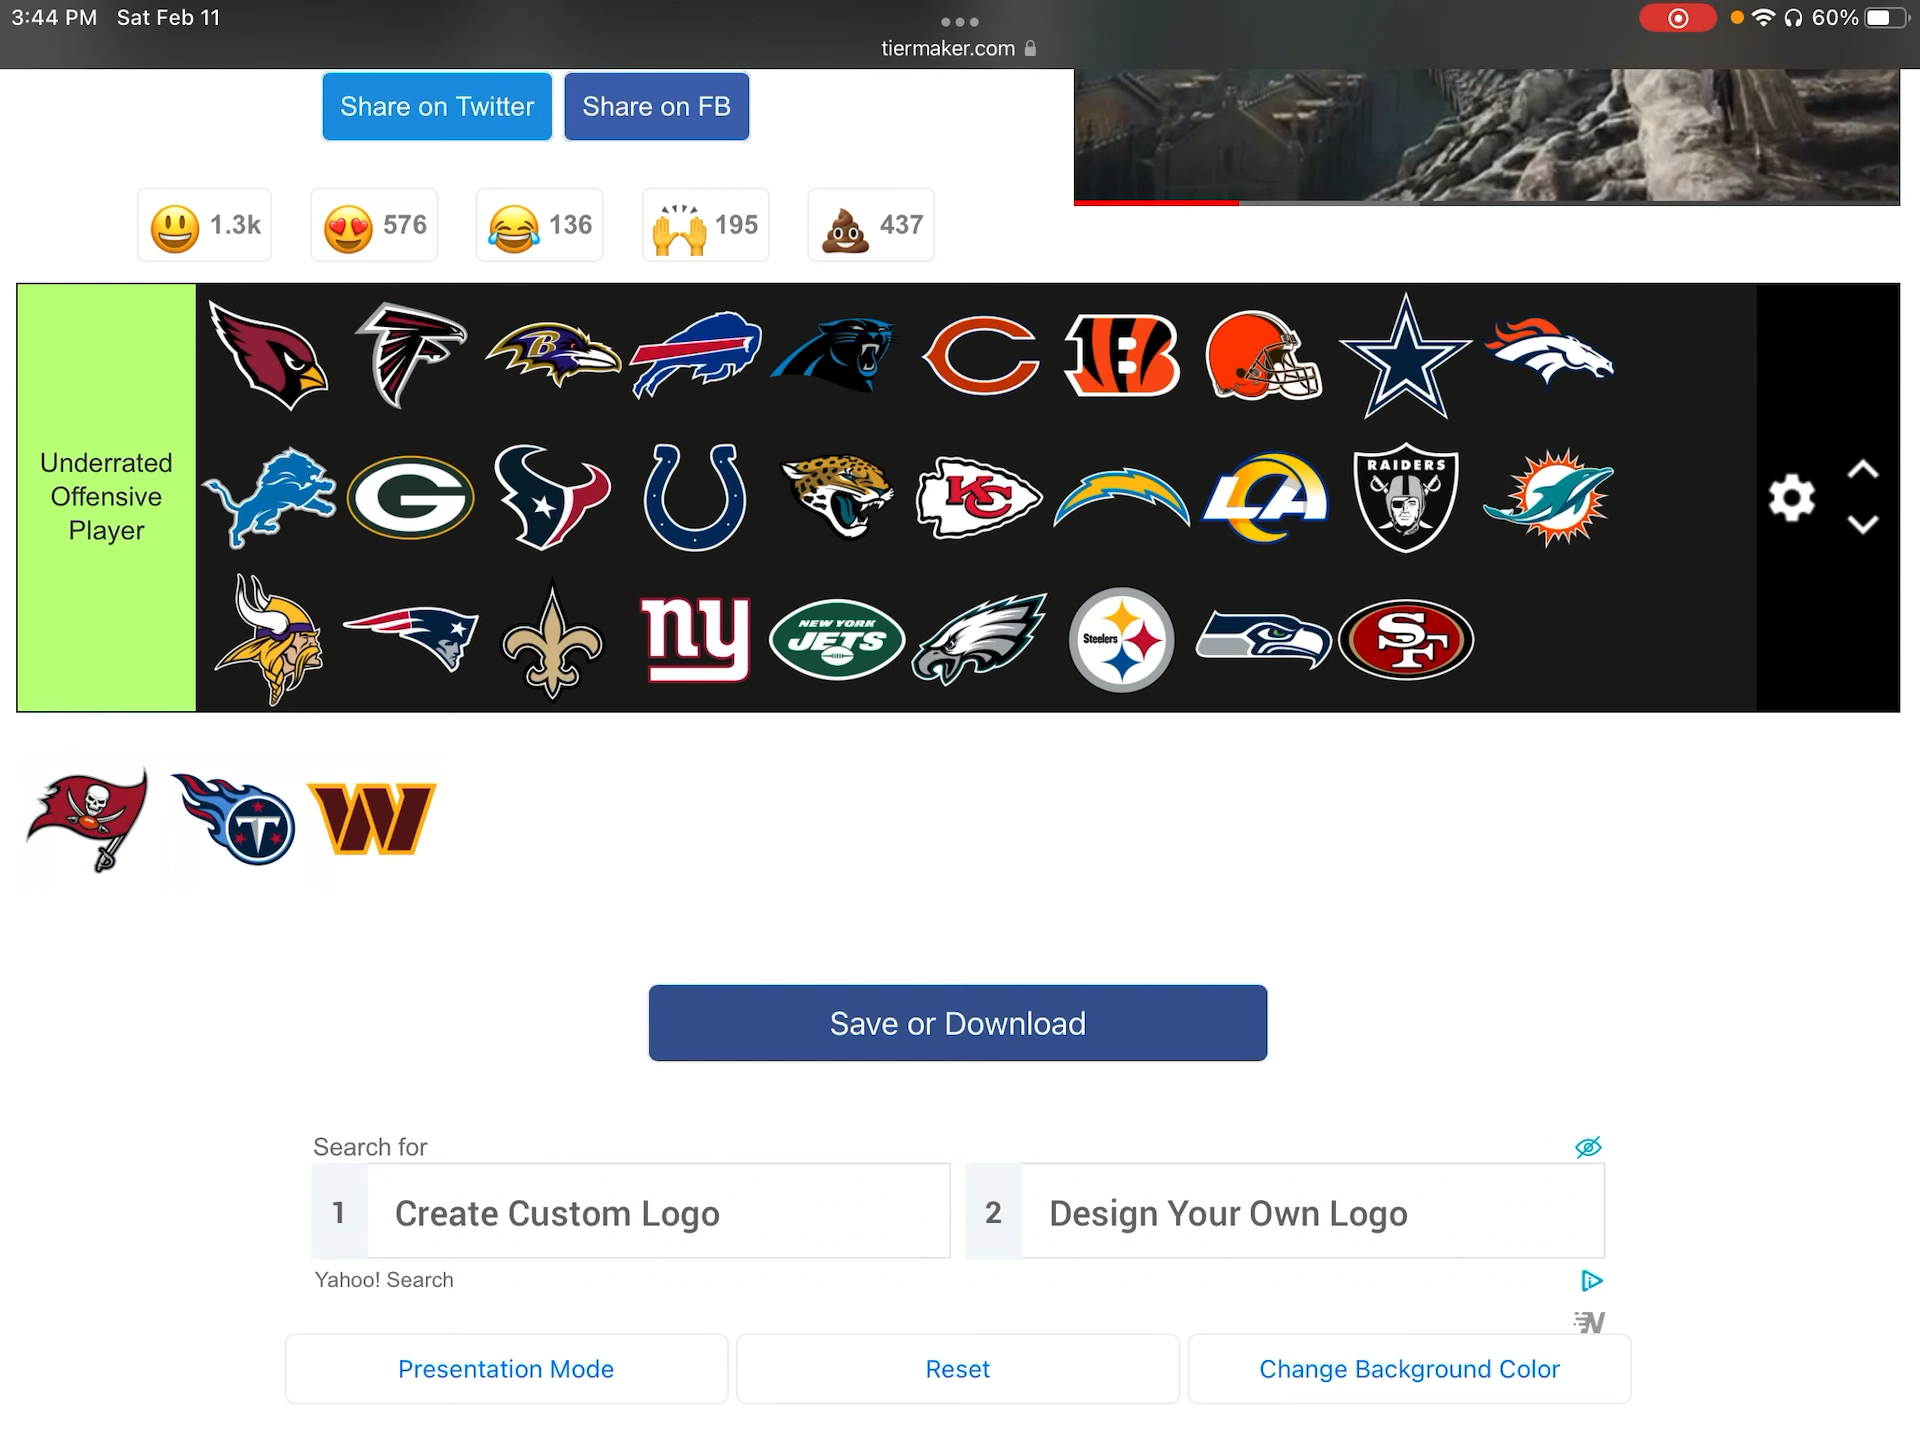 3:44 PM Sat Feb 11
60%
tiermaker.com
Share on Twitter
Share on FB
1.3k
576
136
195
437
Underrated
Offensive
Player
B
C
B
G
KC
LA
RAIDERS
ny
NEW YORK
JETS
Steelers
SF
T
W
Save or Download
Search for
1
Create Custom Logo
2
Design Your Own Logo
Yahoo! Search
N
Presentation Mode
Reset
Change Background Color